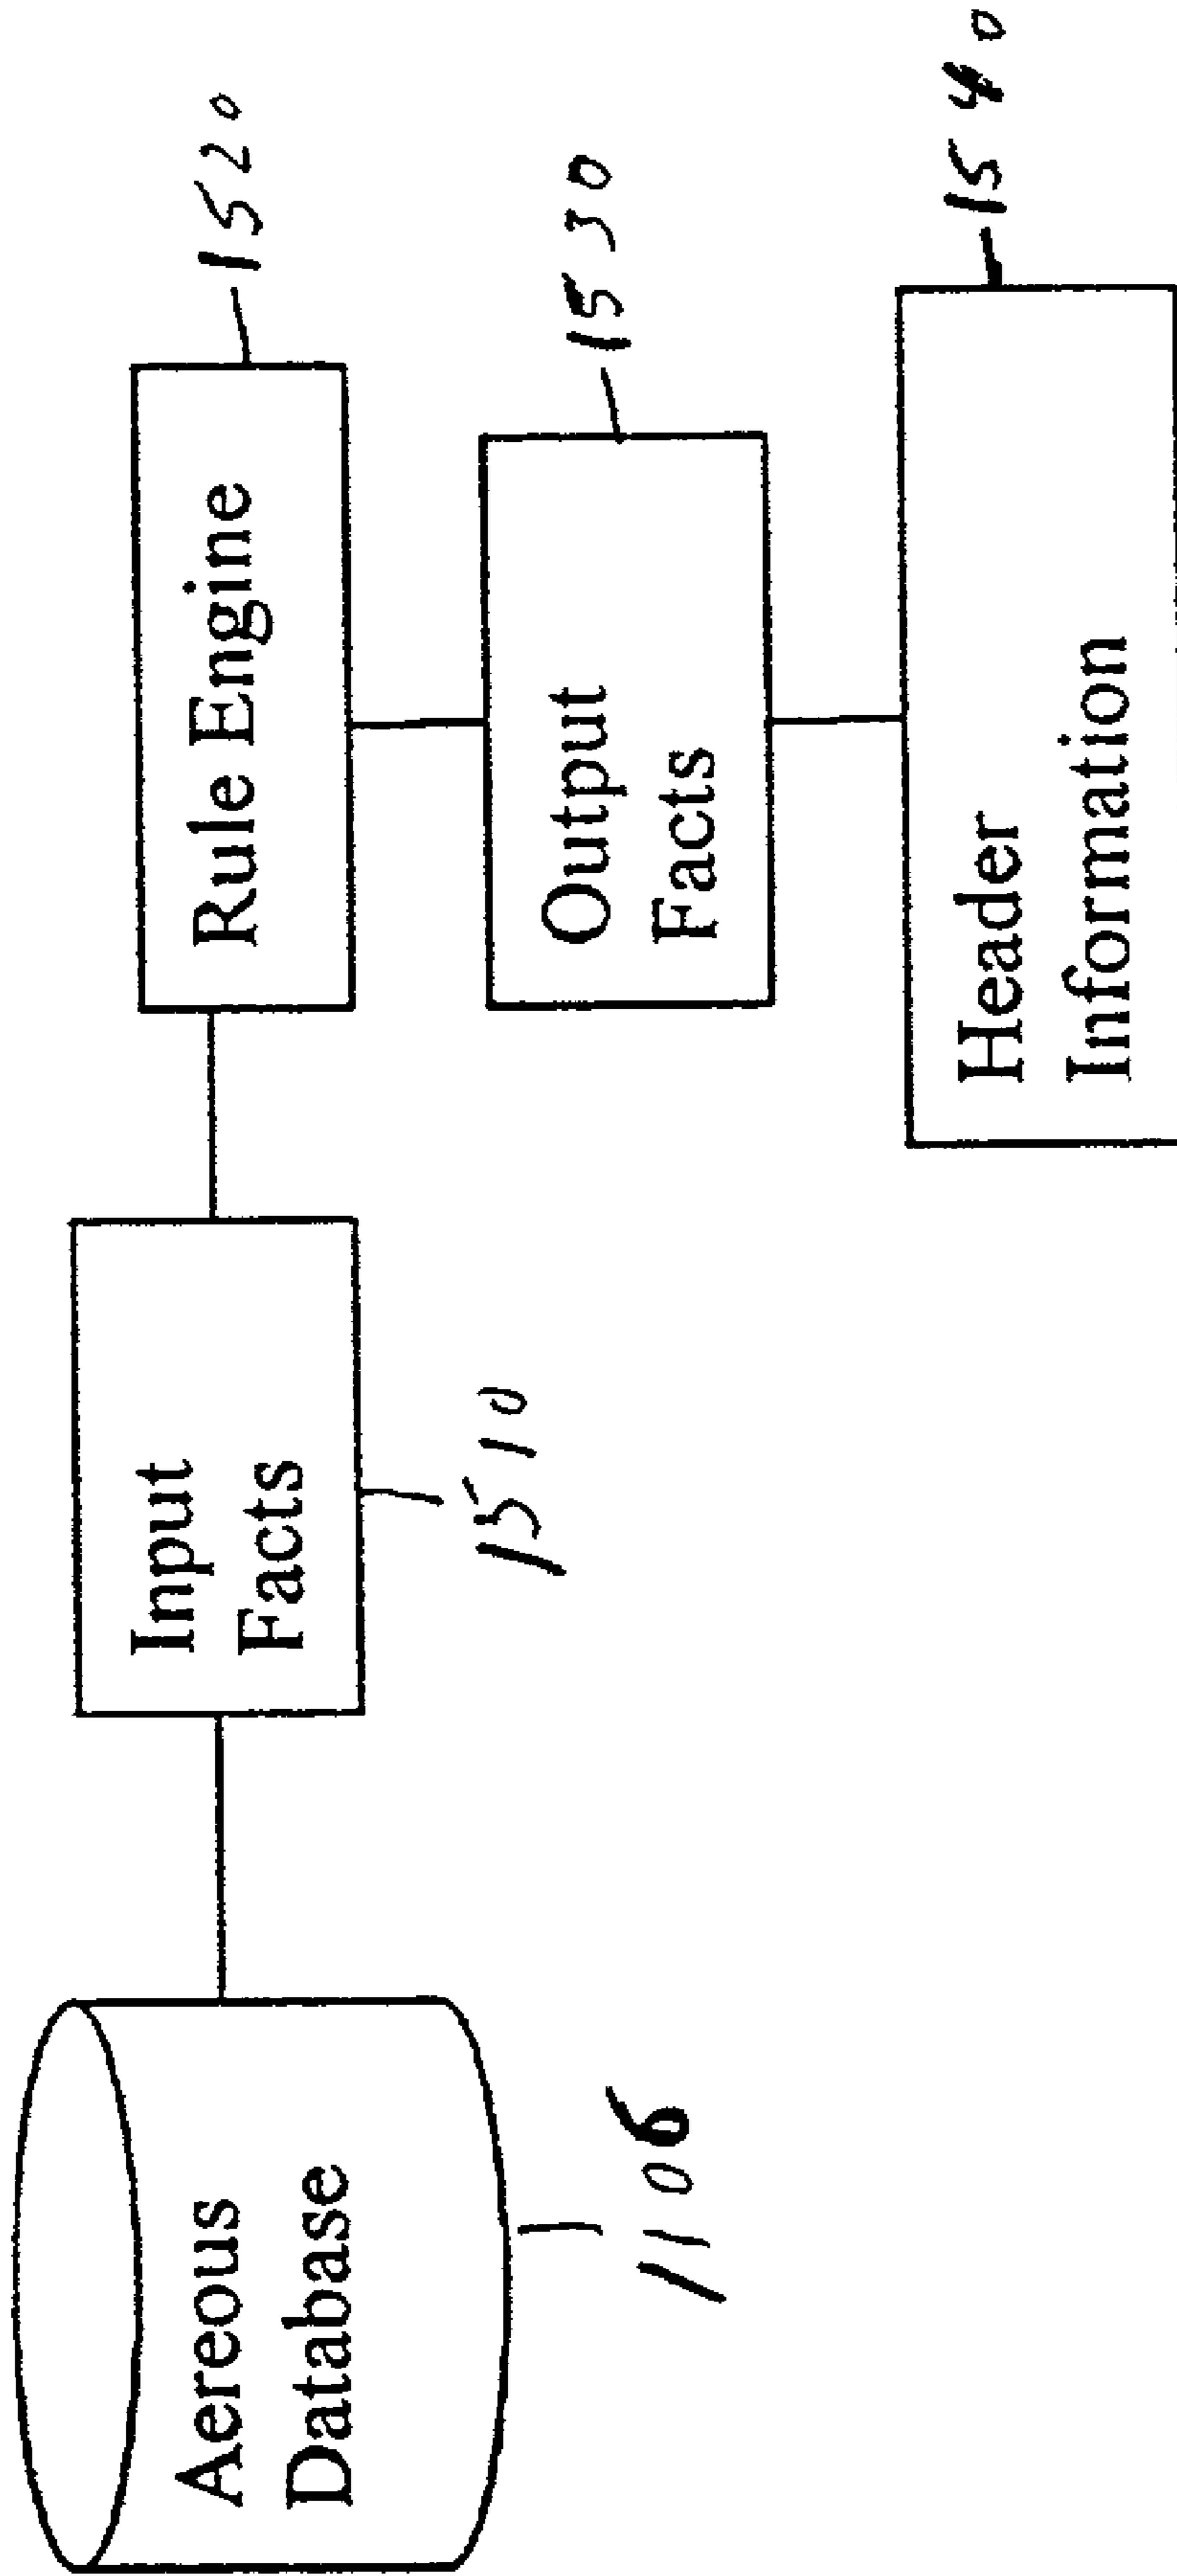 Aereous
Database
1106
Input
Facts
1510
Rule Engine
1520
Output
Facts
1530
Header
Information
1540